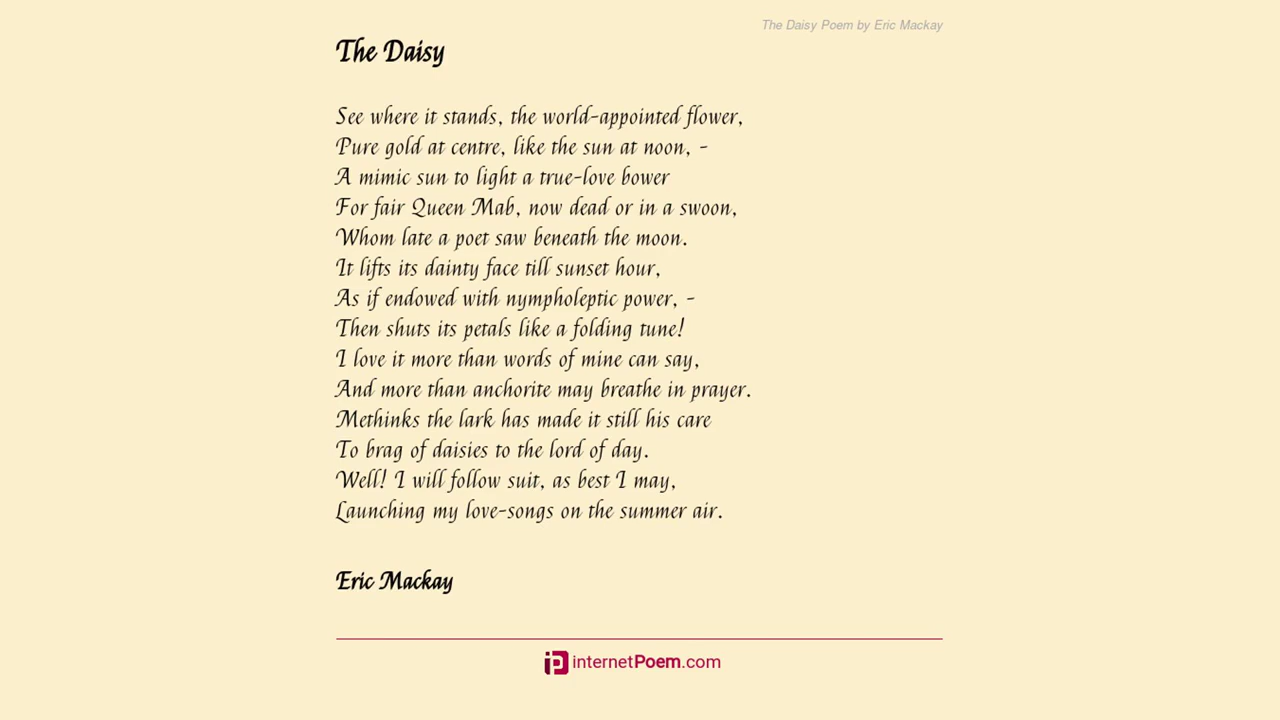 The Daisy Poem by Eric Mackay
The Daisy
See where it stands, the world-appointed flower,
Pure gold at centre, like the sun at noon, -
A mimic sun to light a true-love bower
For fair Queen Mab, now dead or in a swoon,
Whom late a poet saw beneath the moon.
It lifts its dainty face till sunset hour,
As if endowed with nympholeptic power, -
Then shuts its petals like a folding tune!
I love it more than words of mine can say,
And more than anchorite may breathe in prayer.
Methinks the lark has made it still his care
To brag of daisies to the lord of day.
Well! I will follow suit, as best I may,
Launching my love-songs on the summer air.
Eric Mackay
ip internetPoem.com